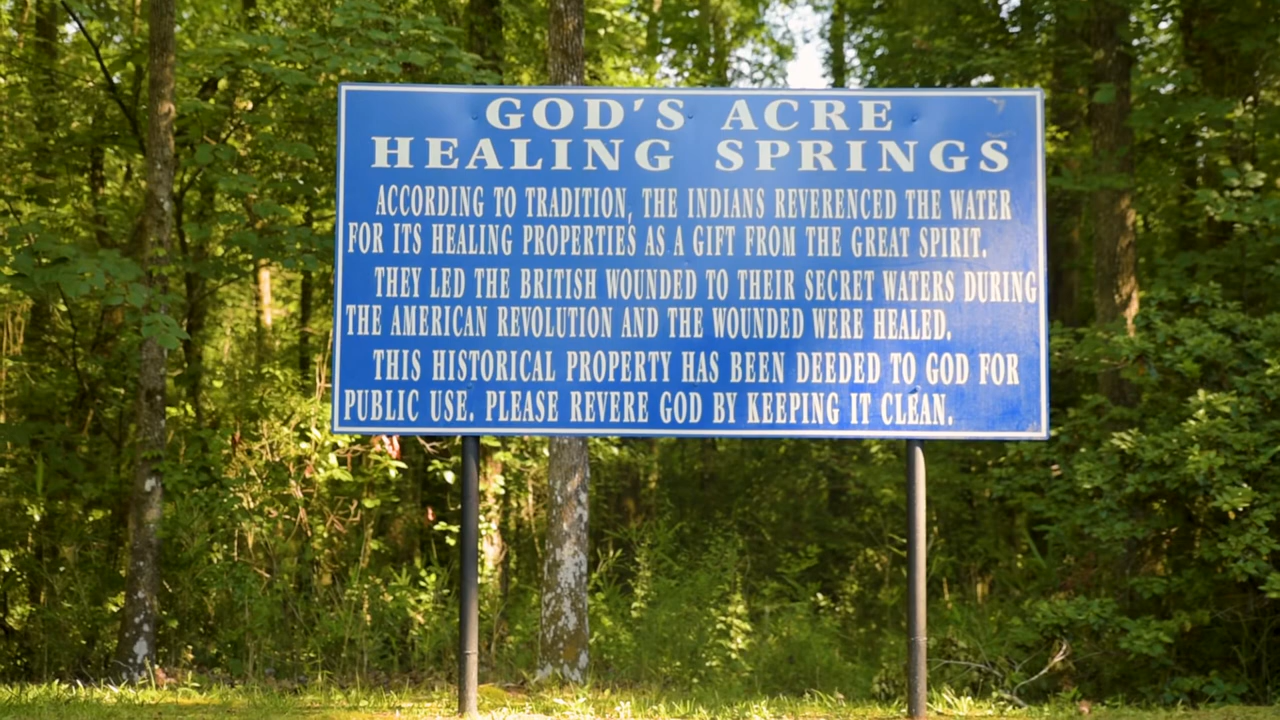 GOD'S ACRE
HEALING SPRINGS
ACCORDING TO TRADITION, THE INDIANS REVERENCED THE WATER
FOR ITS HEALING PROPERTIES AS A GIFT FROM THE GREAT SPIRIT.
THEY LED THE BRITISH WOUNDED TO THEIR SECRET WATERS DURING
THE AMERICAN REVOLUTION AND THE WOUNDED WERE HEALED.
THIS HISTORICAL PROPERTY HAS BEEN DEEDED TO GOD FOR
PUBLIC USE. PLEASE REVERE GOD BY KEEPING IT CLEAN.